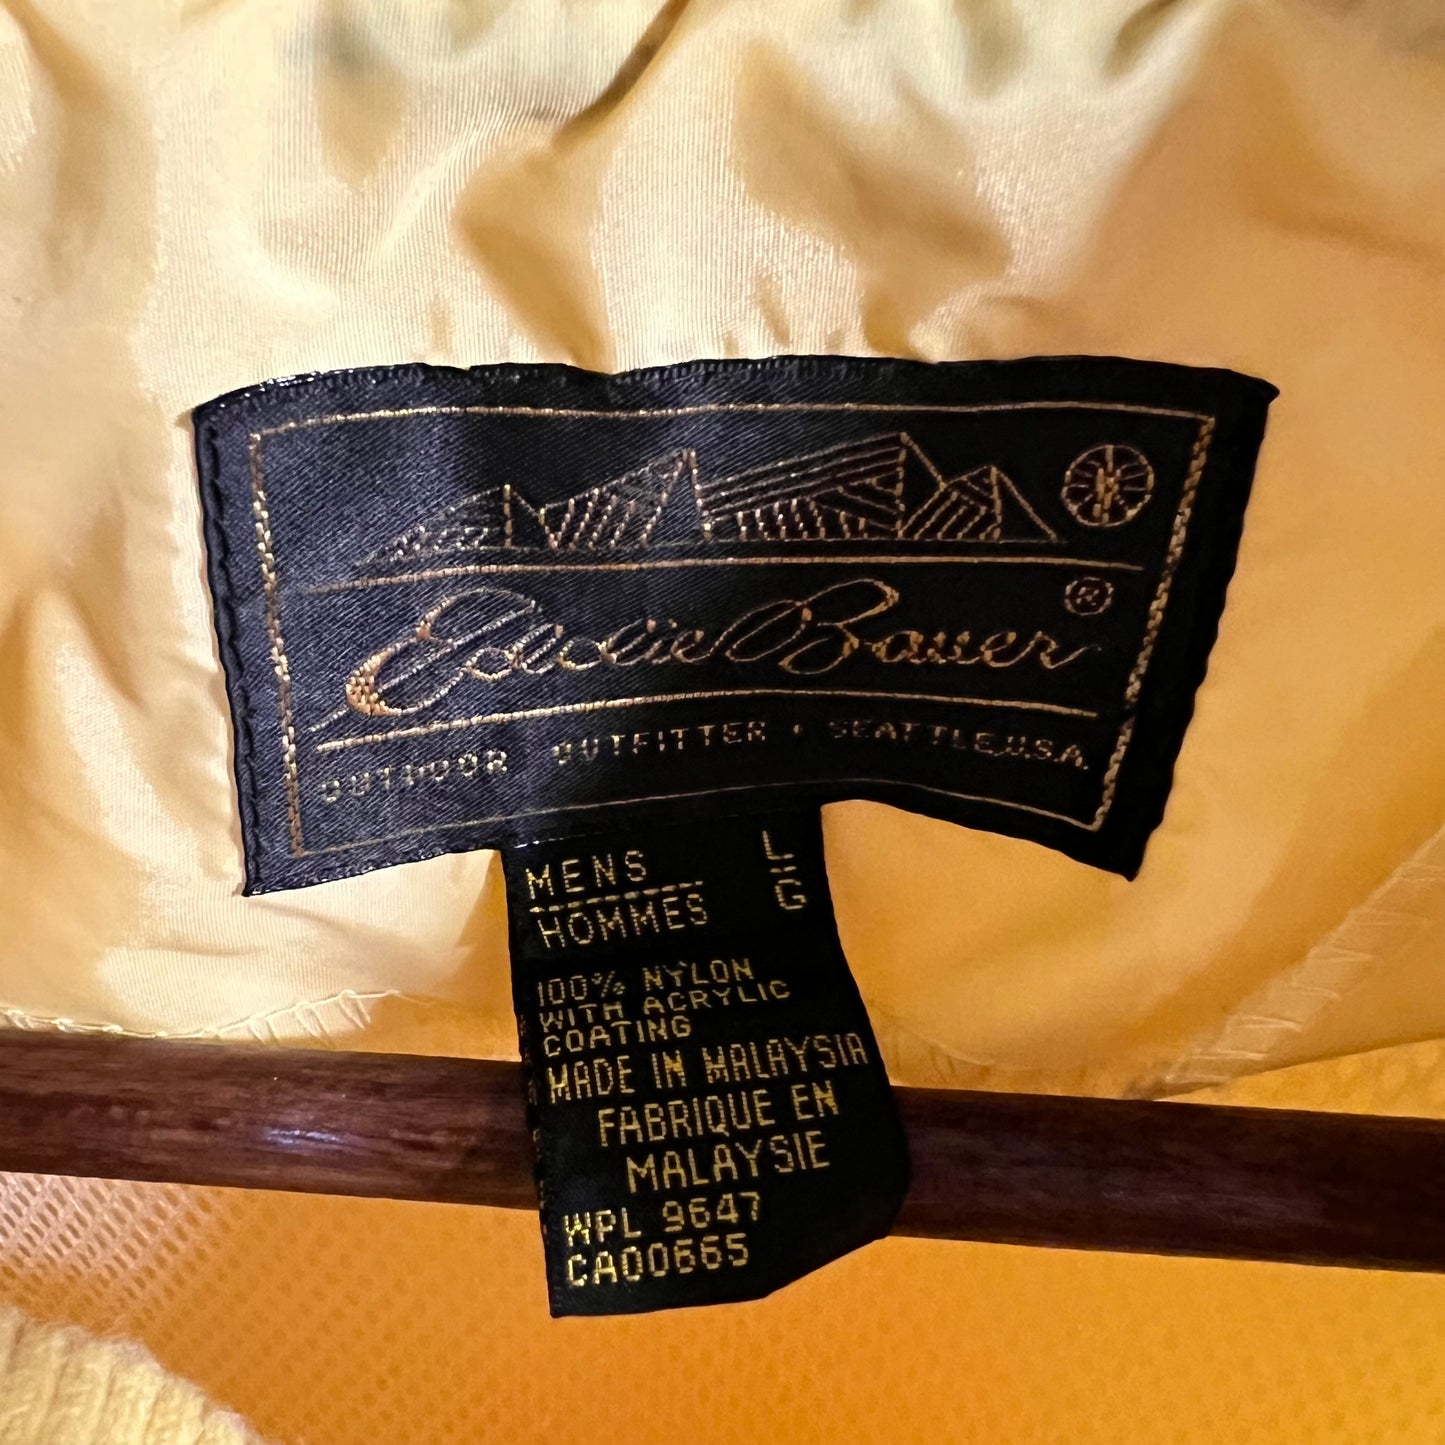 Eddie Bauer ®
OUTDOOR OUTFITTER • SEATTLE, U.S.A.
MENS L
HOMMES G
100% NYLON
WITH ACRYLIC
COATING
MADE IN MALAYSIA
FABRIQUE EN
MALAYSIE
WPL 9647
CA00665